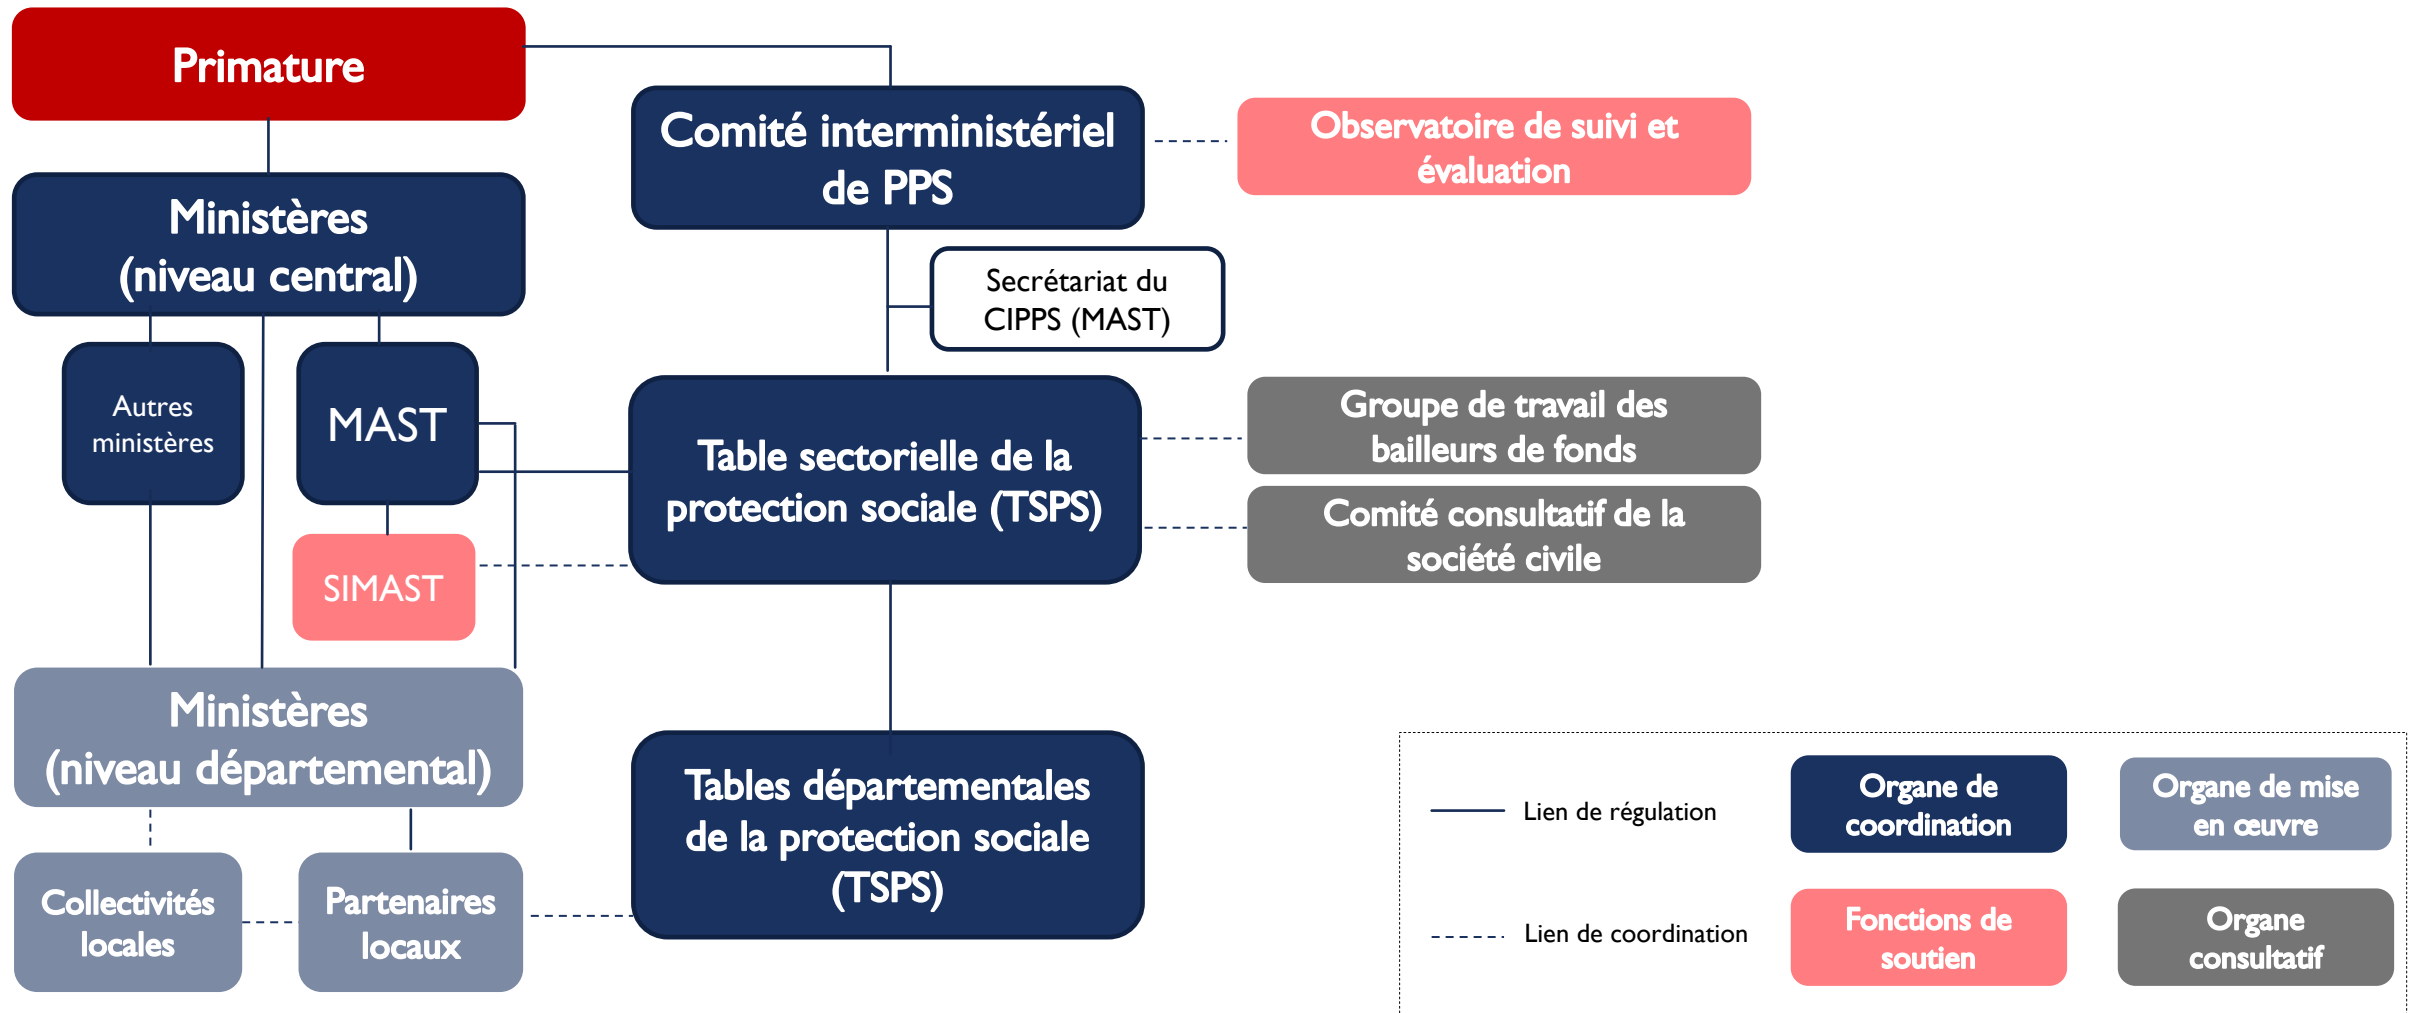 Primature
Comité interministériel
de PPS
Observatoire de suivi et
évaluation
Ministères
(niveau central)
Secrétariat du
CIPPS (MAST)
Autres
ministères
MAST
Table sectorielle de la
protection sociale (TSPS)
Groupe de travail des
bailleurs de fonds
Comité consultatif de la
société civile
SIMAST
Ministères
(niveau départemental)
Tables départementales
de la protection sociale
(TSPS)
Collectivités
locales
Partenaires
locaux
Lien de régulation
Organe de
coordination
Organe de mise
en œuvre
Lien de coordination
Fonctions de
soutien
Organe
consultatif